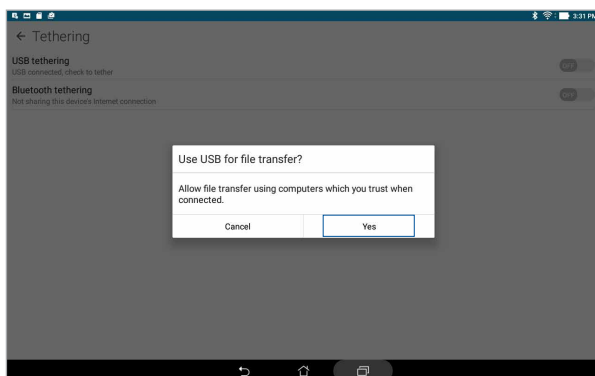 3:31 PM
Tethering
USB tethering
USB connected, check to tether
OFF
Bluetooth tethering
Not sharing this device's Internet connection
OFF
Use USB for file transfer?
Allow file transfer using computers which you trust when
connected.
Cancel
Yes